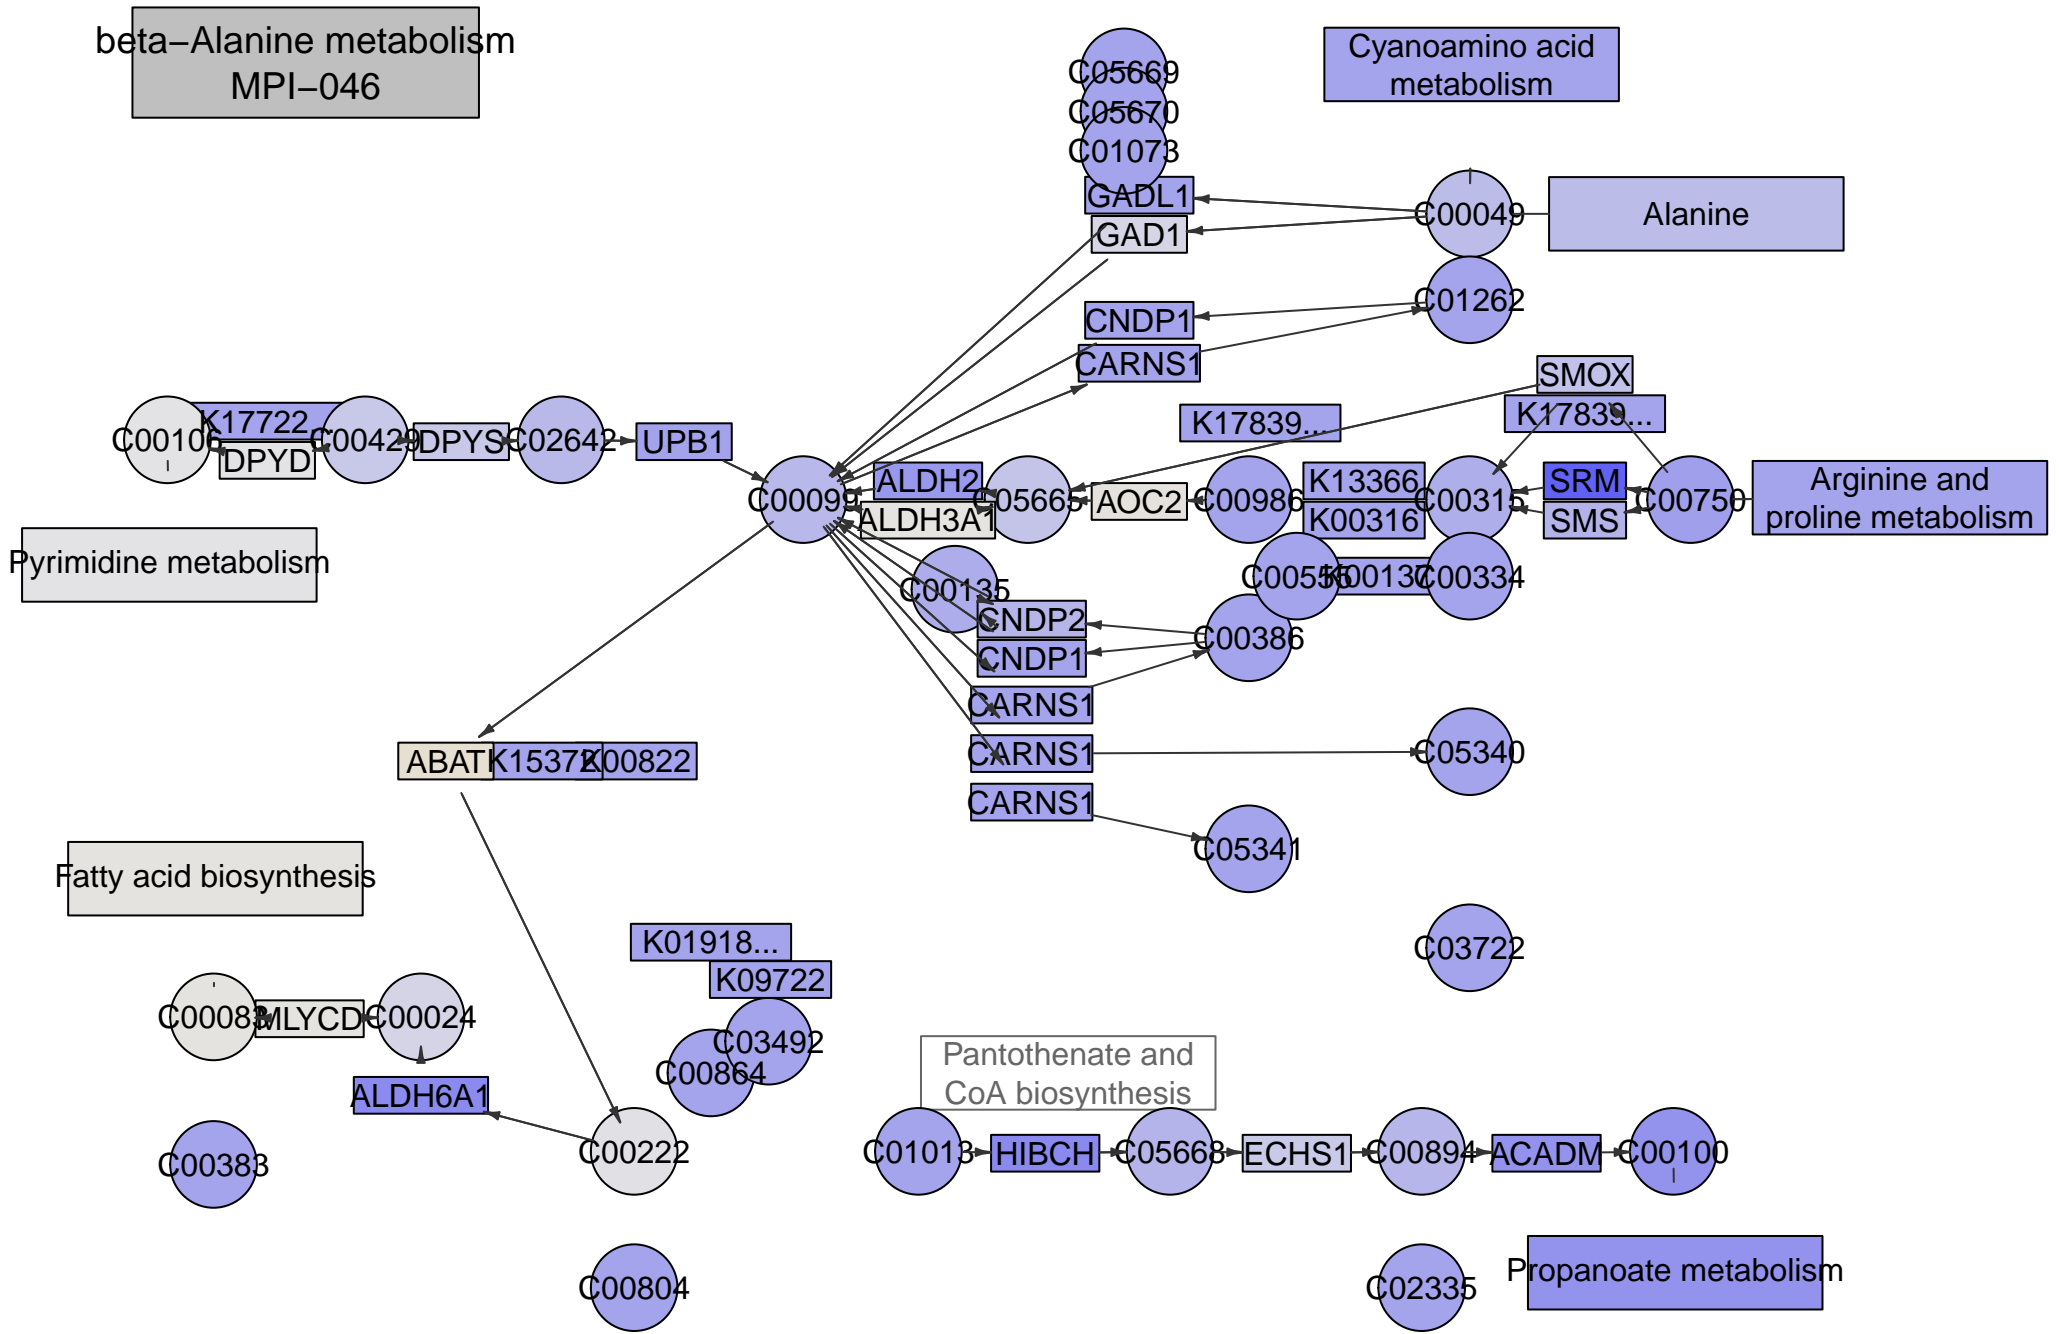 beta−Alanine metabolism
MPI−046
C05669
C05670
C01073
Cyanoamino acid
metabolism
GADL1
GAD1
C00049
Alanine
C01262
CNDP1
CARNS1
SMOX
K17839...
K17839...
C00106
K17722...
DPYD
C00429
DPYS
C02642
UPB1
C00099
ALDH2
ALDH3A1
C05665
AOC2
C00986
K13366
K00316
C00315
SRM
SMS
C00750
Arginine and
proline metabolism
Pyrimidine metabolism
C00135
C00555
K00137
C00334
CNDP2
CNDP1
C00386
CARNS1
CARNS1
CARNS1
C05340
C05341
ABAT
K15372
K00822
Fatty acid biosynthesis
K01918...
K09722
C03722
C00083
MLYCD
C00024
C03492
C00864
Pantothenate and
CoA biosynthesis
ALDH6A1
C00383
C00222
C01013
HIBCH
C05668
ECHS1
C00894
ACADM
C00100
C00804
C02335
Propanoate metabolism